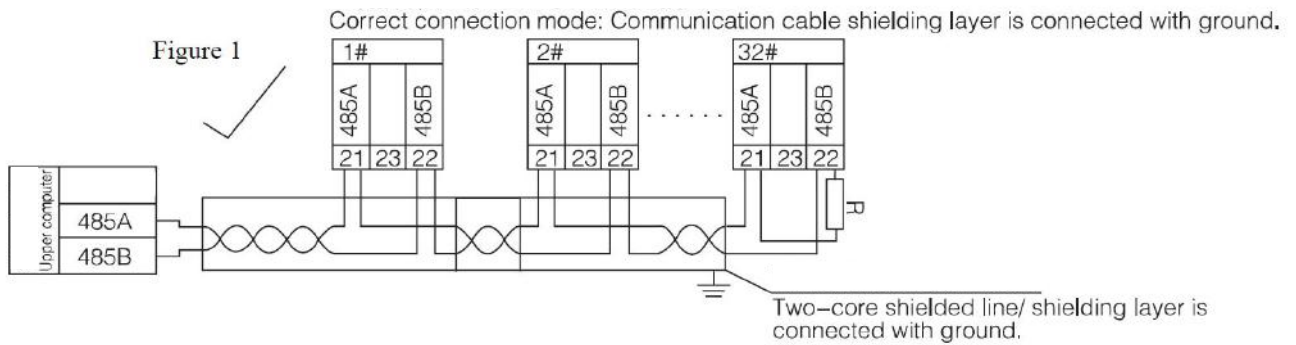 Correct connection mode: Communication cable shielding layer is connected with ground.
Figure 1
1#
485A
485B
21 23 22
2#
485A
485B
21 23 22
. . . . . . .
32#
485A
485B
21 23 22
R
Upper computer
485A
485B
Two-core shielded line/ shielding layer is
connected with ground.